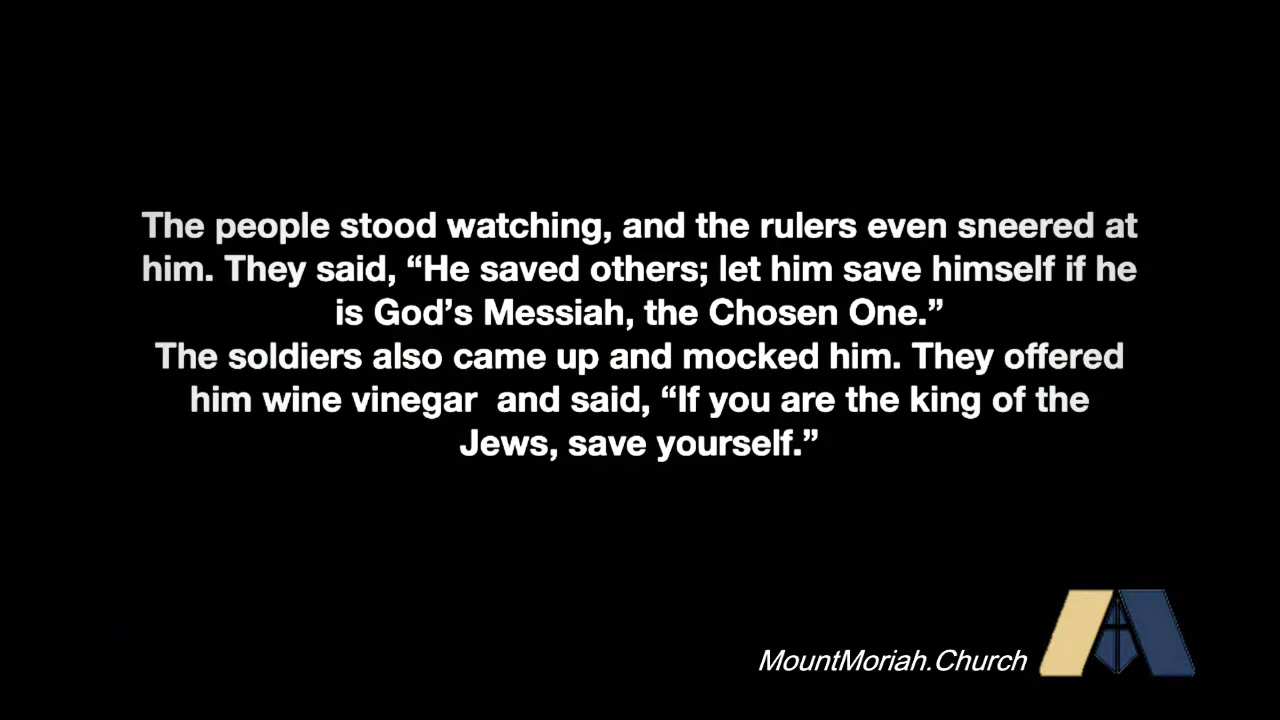 The people stood watching, and the rulers even sneered at
him. They said, “He saved others; let him save himself if he
is God’s Messiah, the Chosen One.”
The soldiers also came up and mocked him. They offered
him wine vinegar  and said, “If you are the king of the
Jews, save yourself.”
MountMoriah.Church